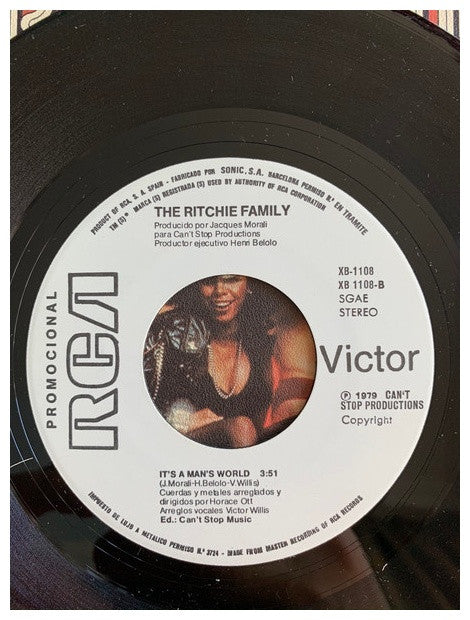 PRODUCT OF RCA, S. A. SPAIN - FABRICADO POR SONIC, S.A. BARCELONA PERMISO N.º EN TRAMITE
TM (S) ® MARCA (S) REGISTRADA (S) USED BY AUTHORITY OF RCA CORPORATION
THE RITCHIE FAMILY
Producido por Jacques Morali
para Can't Stop Productions
Productor ejecutivo Henri Belolo
PROMOCIONAL
RCA
XB-1108
XB 1108-B
SGAE
STEREO
Victor
Ⓟ 1979 CAN'T
STOP PRODUCTIONS
Copyright
IT'S A MAN'S WORLD 3:51
(J.Morali-H.Belolo-V.Willis)
Cuerdas y metales arreglados y
dirigidos por Horace Ott
Arreglos vocales Victor Willis
Ed.: Can't Stop Music
IMPUESTO DE LUJO A METALICO PERMISO N.º 3724 - MADE FROM MASTER RECORDING OF RCA RECORDS